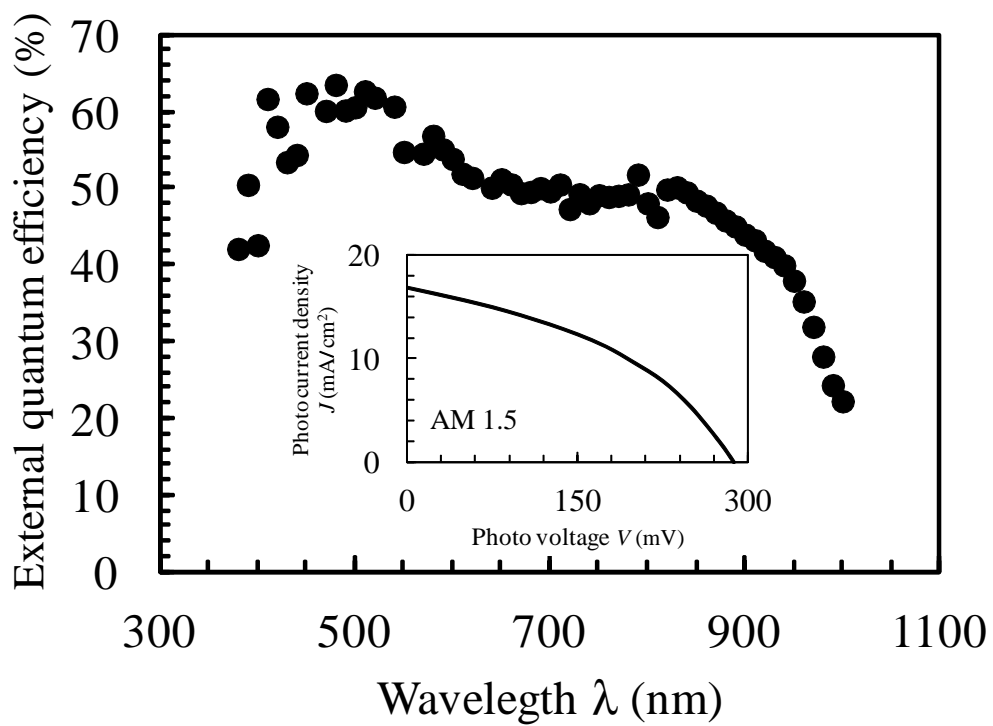 External quantum efficiency (%)
70
60
50
40
30
20
10
0
300 500 700 900 1100
Wavelegth λ (nm)
Photocurrent density
J (mA/cm²)
20
10
0
AM 1.5
0 150 300
Photo voltage V (mV)